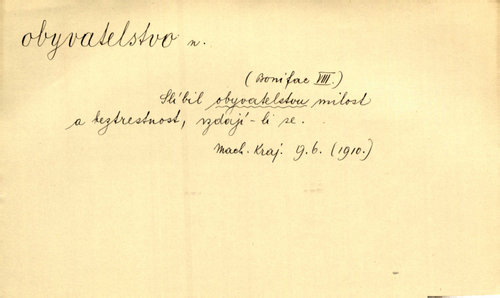 obyvatelstvo n.
(Bonifac VIII.)
Slíbil obyvatelstvu milost
a beztrestnost, vzdají-li se.
Mach. Kraj. 9.6. (1910.)